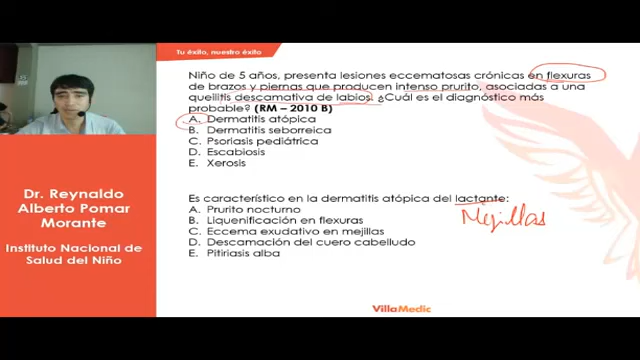 Tu éxito, nuestro éxito
Niño de 5 años, presenta lesiones eccematosas crónicas en flexuras
de brazos y piernas que producen intenso prurito, asociadas a una
queilitis descamativa de labios. ¿Cuál es el diagnóstico más
probable? (RM – 2010 B)
A. Dermatitis atópica
B. Dermatitis seborreica
C. Psoriasis pediátrica
D. Escabiosis
E. Xerosis
Es característico en la dermatitis atópica del lactante:
Mejillas
A. Prurito nocturno
B. Liquenificación en flexuras
C. Eccema exudativo en mejillas
D. Descamación del cuero cabelludo
E. Pitiriasis alba
Dr. Reynaldo
Alberto Pomar
Morante
Instituto Nacional de
Salud del Niño
VillaMedic